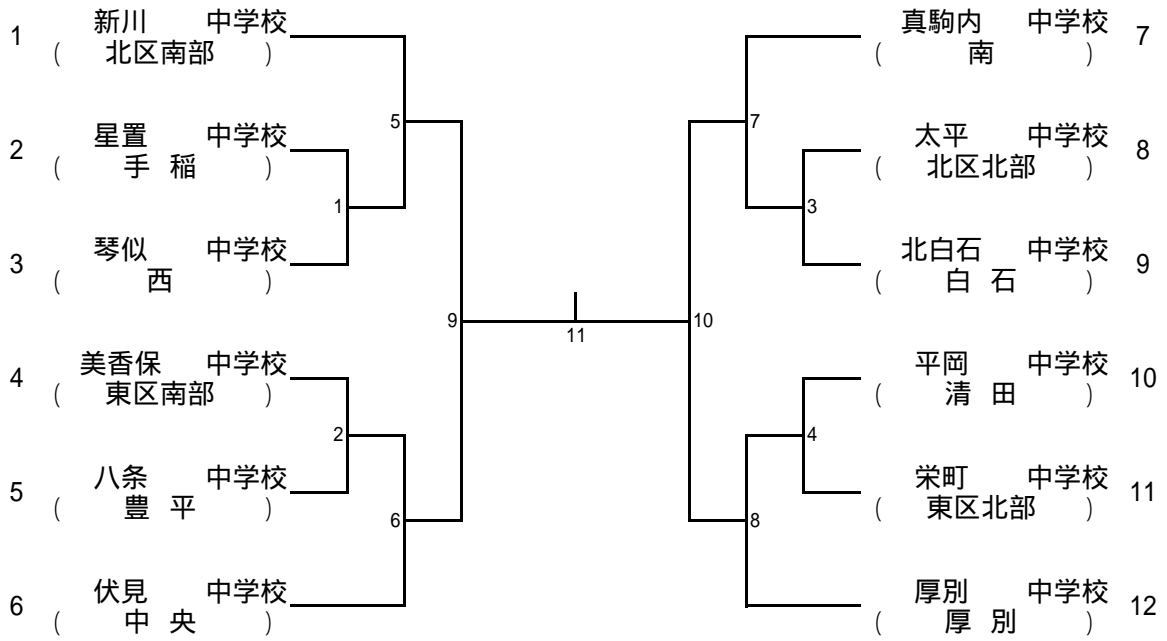 1 新川 中学校
( 北区南部 )
2 星置 中学校
( 手 稲 )
3 琴似 中学校
( 西 )
4 美香保 中学校
( 東区南部 )
5 八条 中学校
( 豊 平 )
6 伏見 中学校
( 中 央 )
5
1
9
2
6
11
7
3
10
4
8
真駒内 中学校 7
( 南 )
太平 中学校 8
( 北区北部 )
北白石 中学校 9
( 白 石 )
平岡 中学校 10
( 清 田 )
栄町 中学校 11
( 東区北部 )
厚別 中学校 12
( 厚 別 )